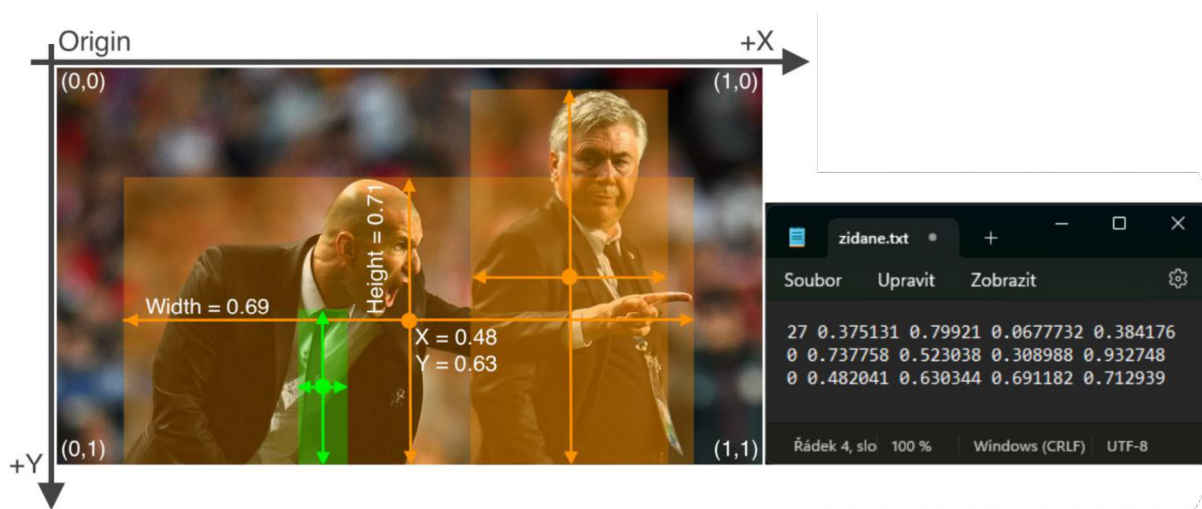 Origin
+X
(0,0)
(1,0)
Height = 0.71
Width = 0.69
X = 0.48
Y = 0.63
(0,1)
(1,1)
+Y
zidane.txt
Soubor Upravit Zobrazit
27 0.375131 0.79921 0.0677732 0.384176
0 0.737758 0.523038 0.308988 0.932748
0 0.482041 0.630344 0.691182 0.712939
Řádek 4, slo 100 % Windows (CRLF) UTF-8